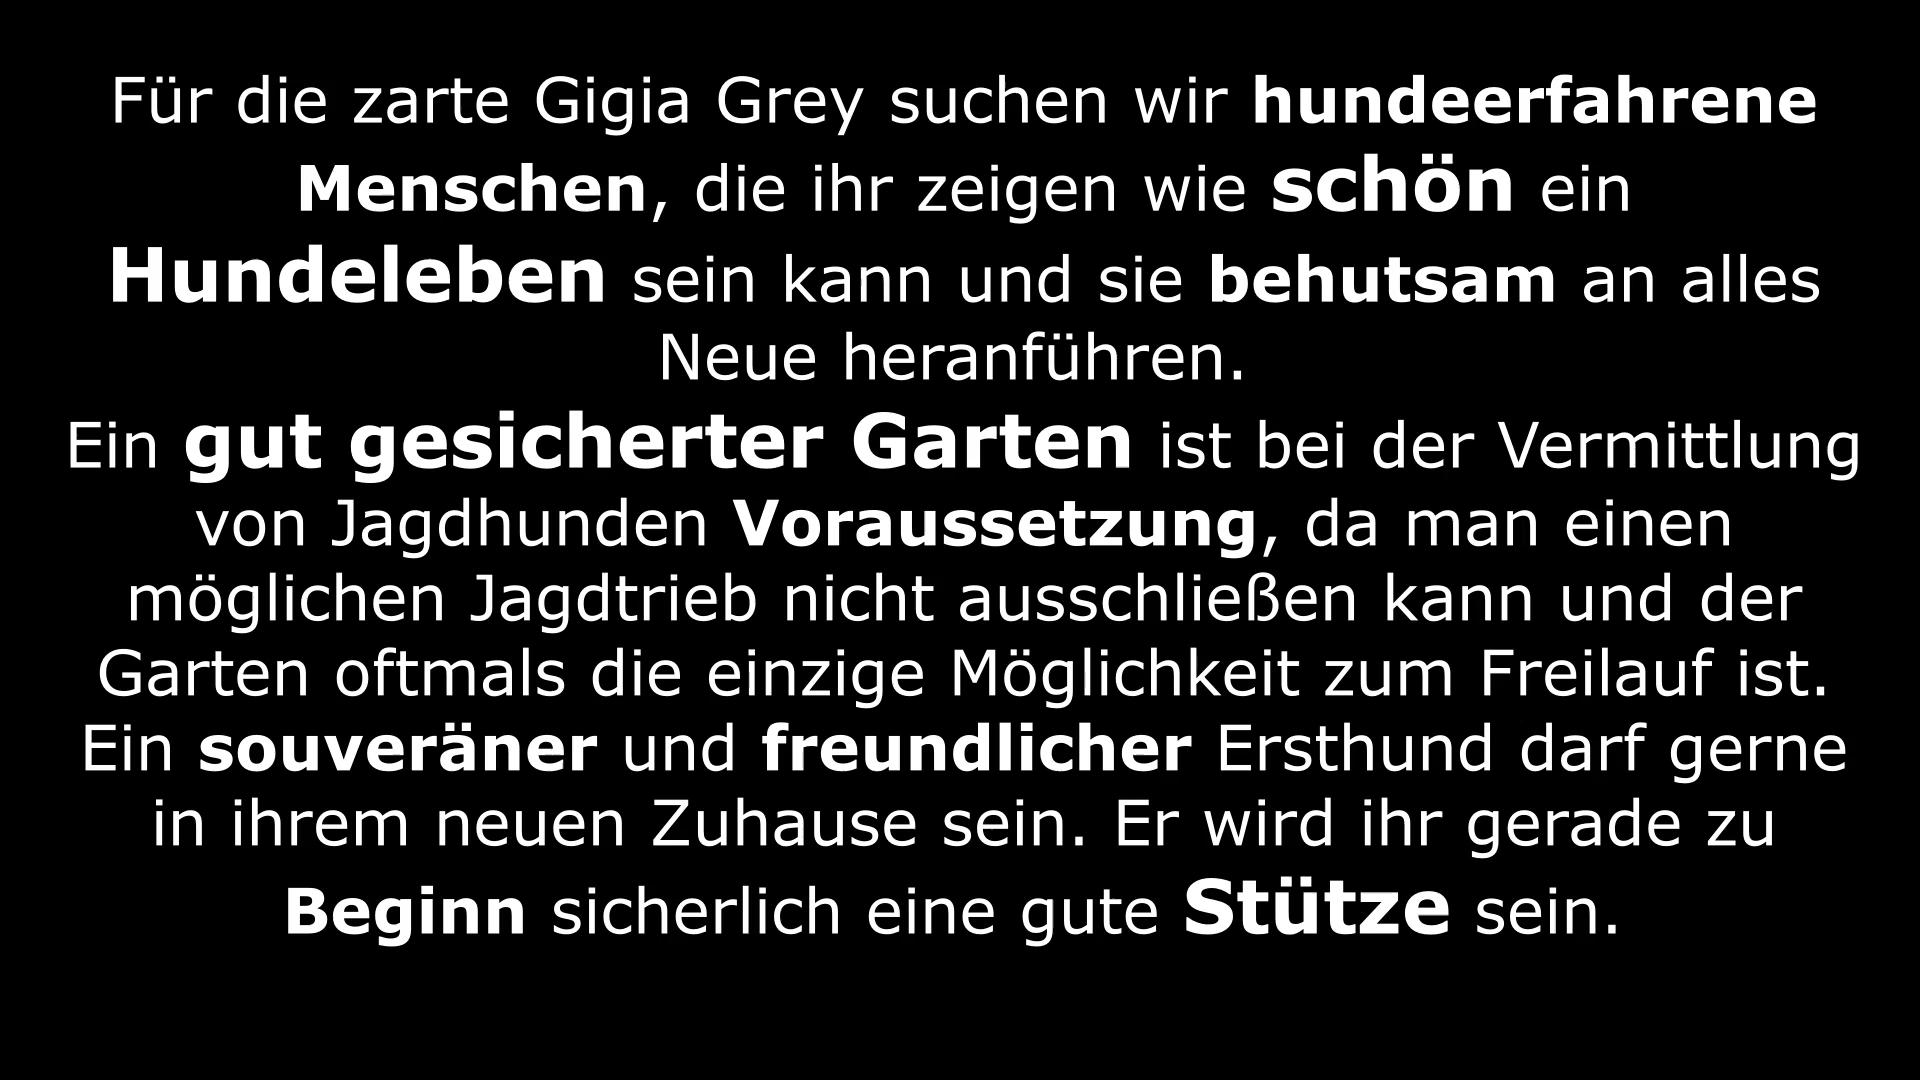 Für die zarte Gigia Grey suchen wir hundeerfahrene
Menschen, die ihr zeigen wie schön ein
Hundeleben sein kann und sie behutsam an alles
Neue heranführen.
Ein gut gesicherter Garten ist bei der Vermittlung
von Jagdhunden Voraussetzung, da man einen
möglichen Jagdtrieb nicht ausschließen kann und der
Garten oftmals die einzige Möglichkeit zum Freilauf ist.
Ein souveräner und freundlicher Ersthund darf gerne
in ihrem neuen Zuhause sein. Er wird ihr gerade zu
Beginn sicherlich eine gute Stütze sein.